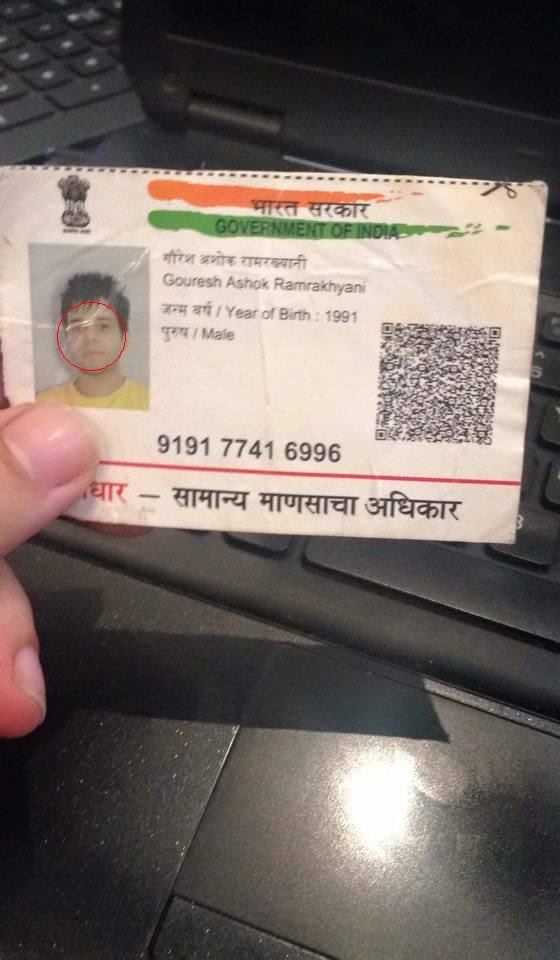 भारत सरकार
GOVERNMENT OF INDIA
गौरेश अशोक रामरख्यानी
Gouresh Ashok Ramrakhyani
जन्म वर्ष / Year of Birth : 1991
पुरुष / Male
9191 7741 6996
धार – सामान्य माणसाचा अधिकार